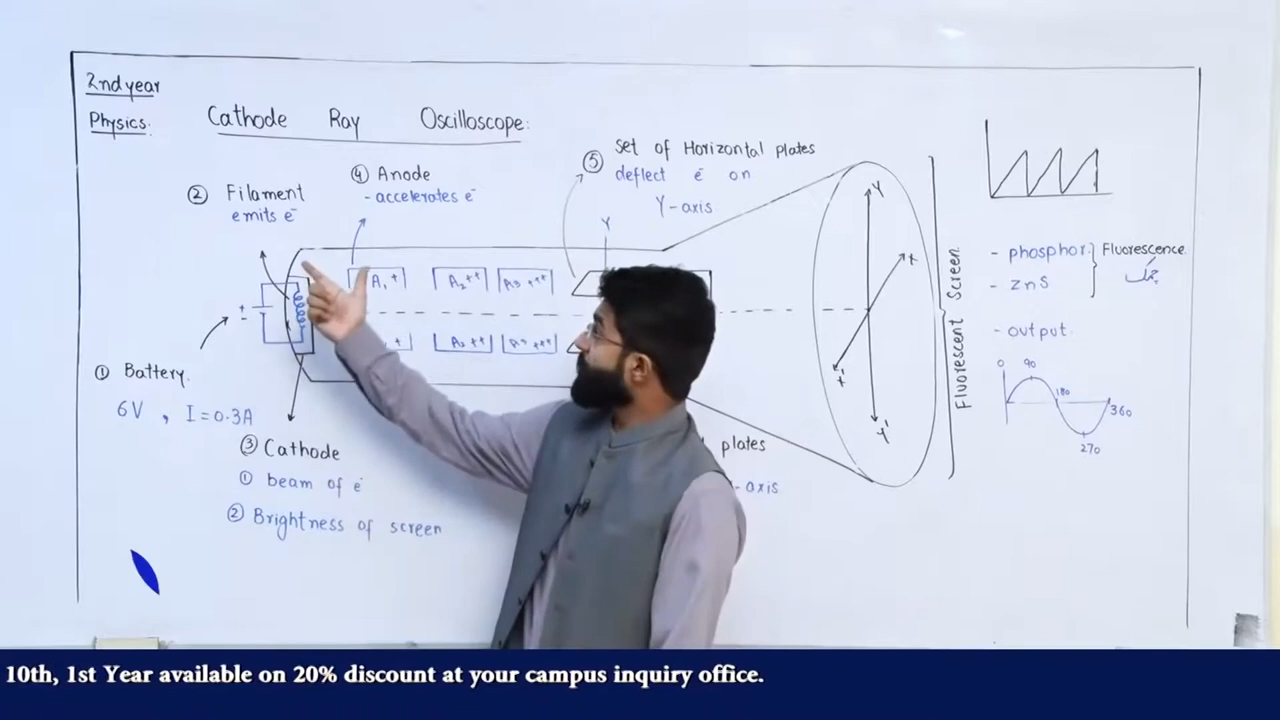 2nd year
Physics.
Cathode Ray Oscilloscope:
② Filament
emits e⁻
④ Anode
- accelerates e⁻
⑤ set of Horizontal plates
deflect e⁻ on
Y-axis
Y
A₁ +
A₂ ++
A₃ +++
+
-
① Battery.
6V , I = 0.3A
③ Cathode
① beam of e⁻
② Brightness of screen
plates
-axis
Y
X
X'
Y'
Fluorescent Screen
- phosphor.
- ZnS
Fluorescence
- output.
0 90 180 270 360
10th, 1st Year available on 20% discount at your campus inquiry office.